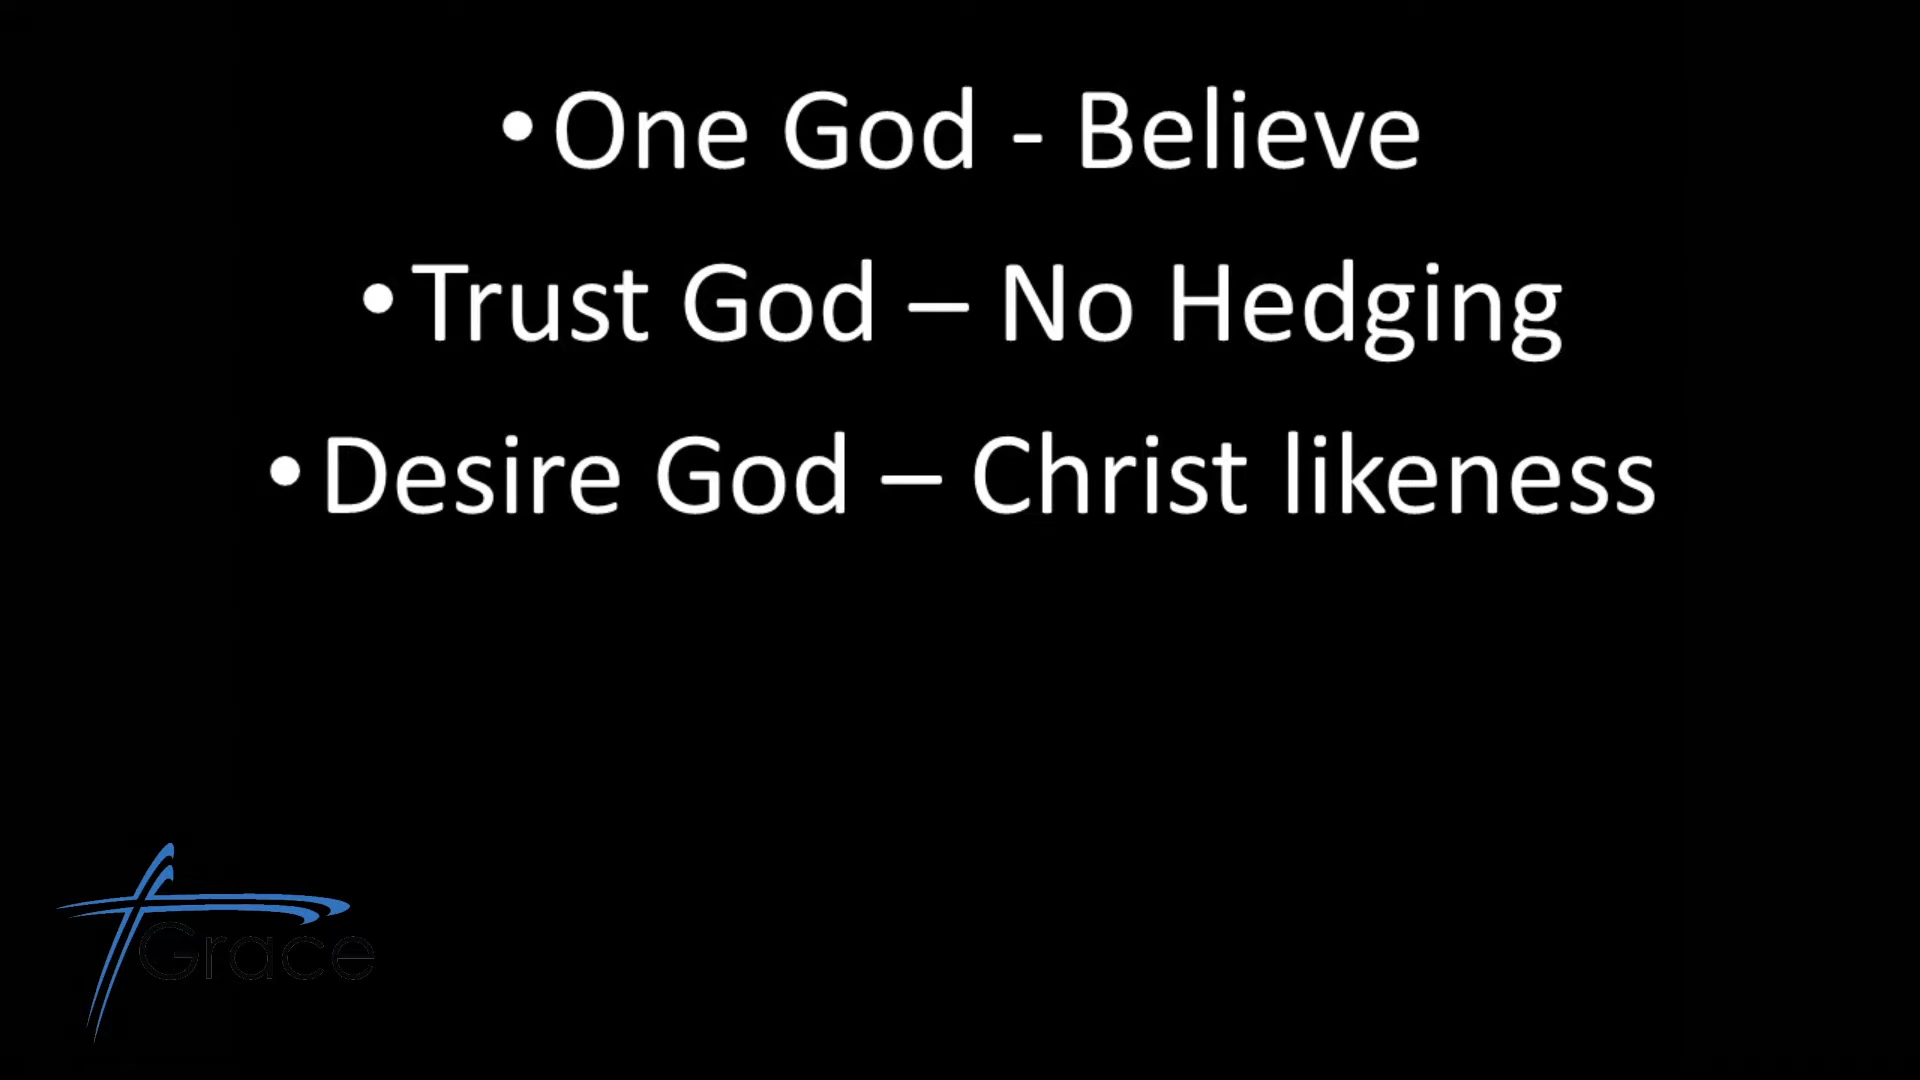 •One God - Believe
•Trust God – No Hedging
•Desire God – Christ likeness
Grace